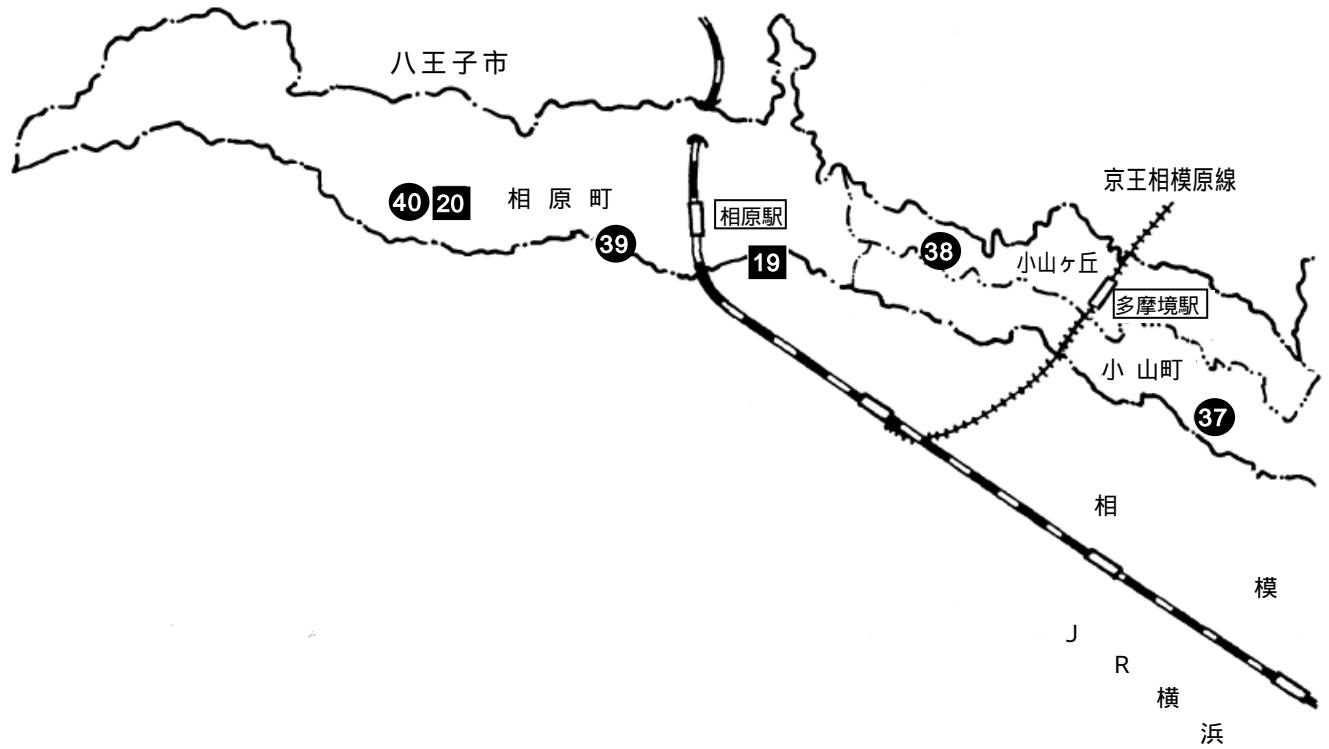 八王子市
京王相模原線
40 20 相原町
相原駅
39
19
38
小山ヶ丘
多摩境駅
小山町
37
相
模
J
R
横
浜